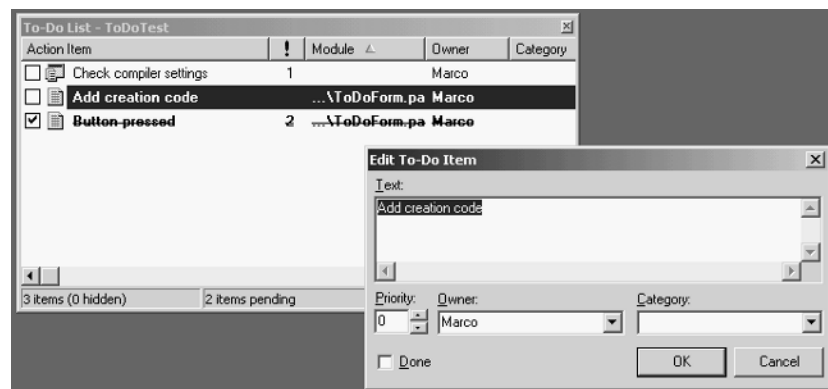 To-Do List - ToDoTest
Action Item ! Module Owner Category
Check compiler settings 1 Marco
Add creation code ...\ToDoForm.pa Marco
Button pressed 2 ...\ToDoForm.pa Marco
3 items (0 hidden) 2 items pending
Edit To-Do Item
Text:
Add creation code
Priority: Owner: Category:
0 Marco
Done OK Cancel